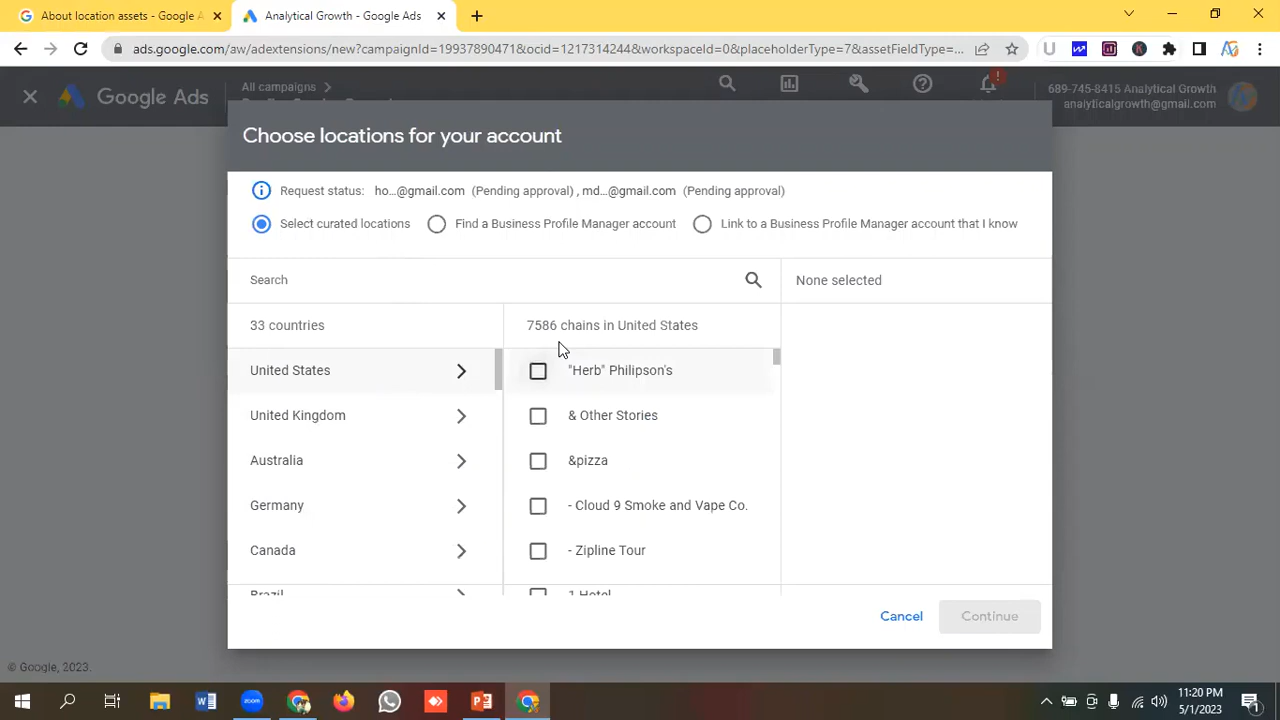 About location assets - Google A
Analytical Growth - Google Ads
ads.google.com/aw/adextensions/new?campaignId=19937890471&ocid=1217314244&workspaceId=0&placeholderType=7&assetFieldType=...
Google Ads
All campaigns
689-745-8415 Analytical Growth
analyticalgrowth@gmail.com
Choose locations for your account
Request status: ho...@gmail.com (Pending approval) , md...@gmail.com (Pending approval)
Select curated locations
Find a Business Profile Manager account
Link to a Business Profile Manager account that I know
Search
None selected
33 countries
7586 chains in United States
United States
"Herb" Philipson's
United Kingdom
& Other Stories
Australia
&pizza
Germany
- Cloud 9 Smoke and Vape Co.
Canada
- Zipline Tour
Brazil
1 Hotel
Cancel
Continue
© Google, 2023.
11:20 PM
5/1/2023